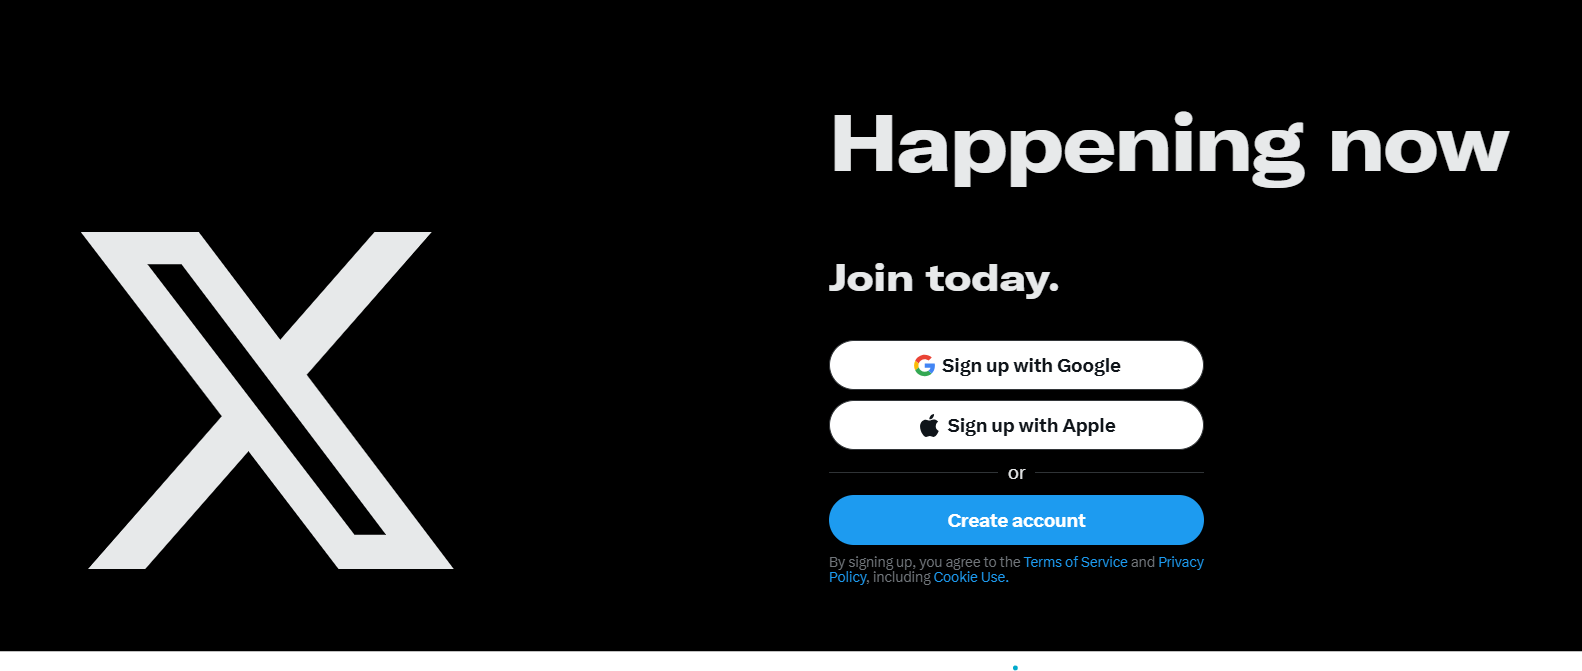 Happening now
Join today.
Sign up with Google
Sign up with Apple
or
Create account
By signing up, you agree to the Terms of Service and Privacy
Policy, including Cookie Use.